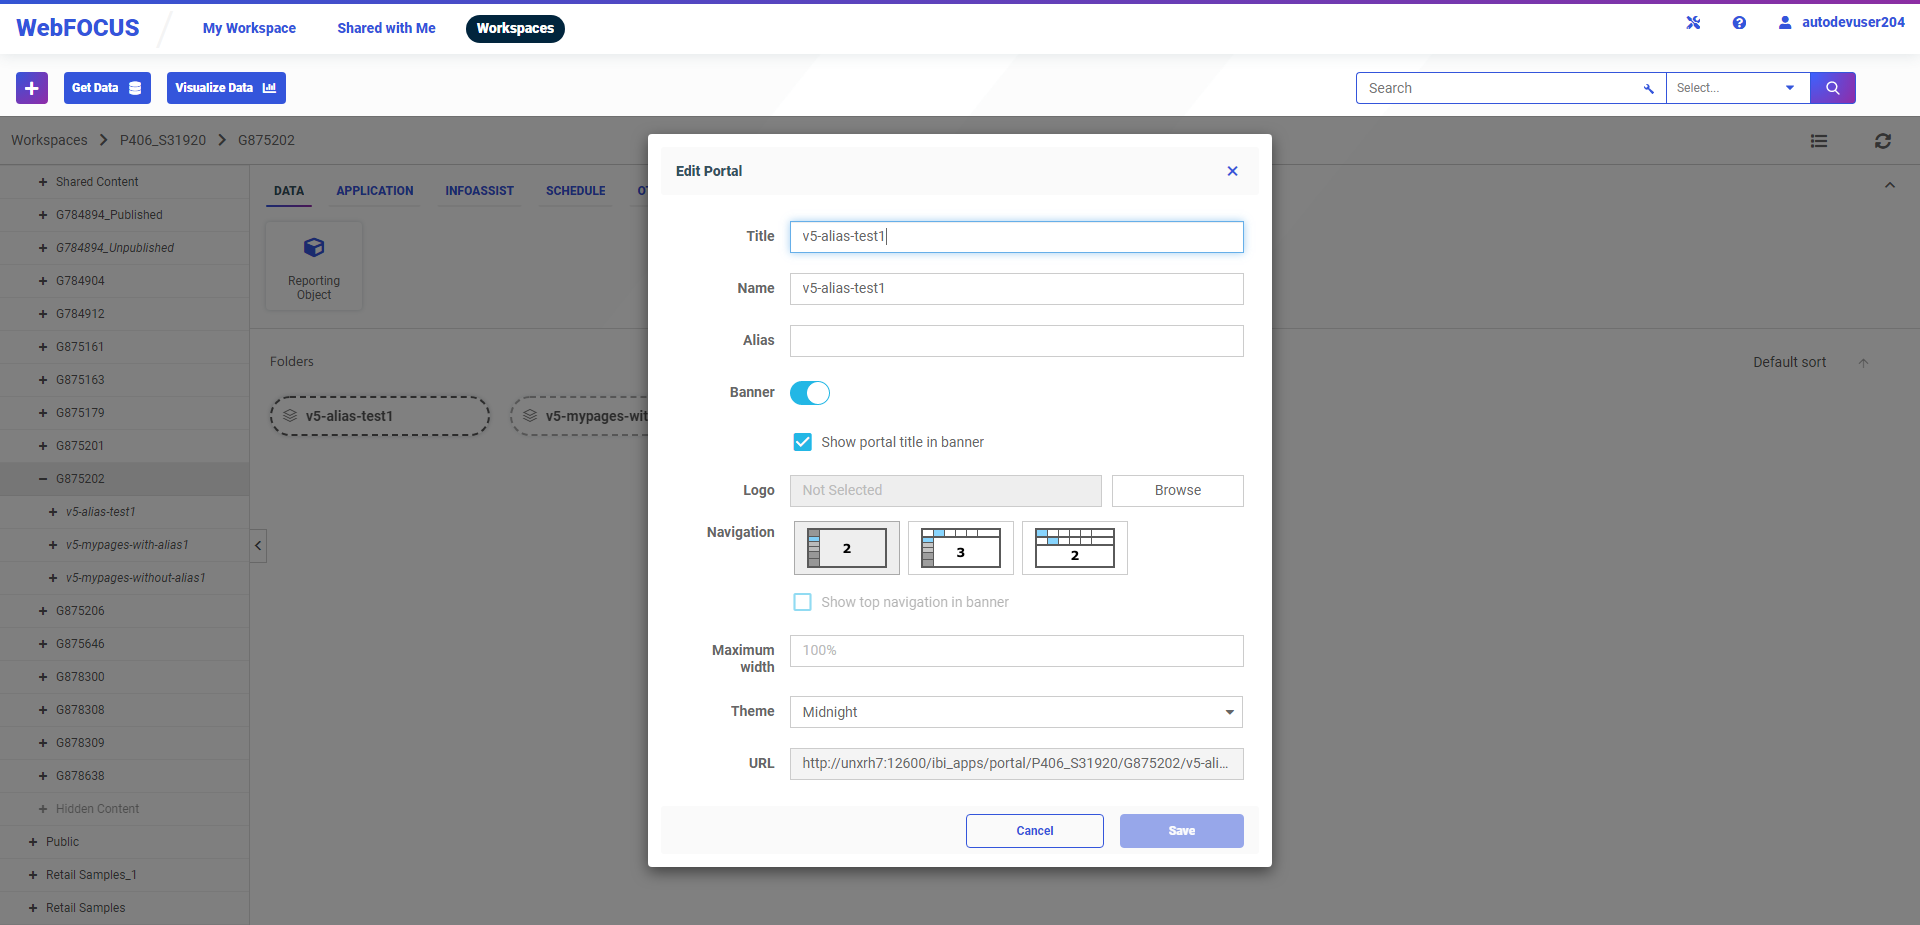 WebFOCUS
My Workspace
Shared with Me
Workspaces
autodevuser204
Get Data
Visualize Data
Search
Select...
Workspaces
P406_S31920
G875202
Shared Content
G784894_Published
G784894_Unpublished
G784904
G784912
G875161
G875163
G875179
G875201
G875202
v5-alias-test1
v5-mypages-with-alias1
v5-mypages-without-alias1
G875206
G875646
G878300
G878308
G878309
G878638
Hidden Content
Public
Retail Samples_1
Retail Samples
DATA
APPLICATION
INFOASSIST
SCHEDULE
Reporting
Object
Folders
Default sort
v5-alias-test1
v5-mypages-wit
Edit Portal
Title
v5-alias-test1
Name
v5-alias-test1
Alias
Banner
Show portal title in banner
Logo
Not Selected
Browse
Navigation
2
3
2
Show top navigation in banner
Maximum
width
100%
Theme
Midnight
URL
http://unxrh7:12600/ibi_apps/portal/P406_S31920/G875202/v5-ali...
Cancel
Save